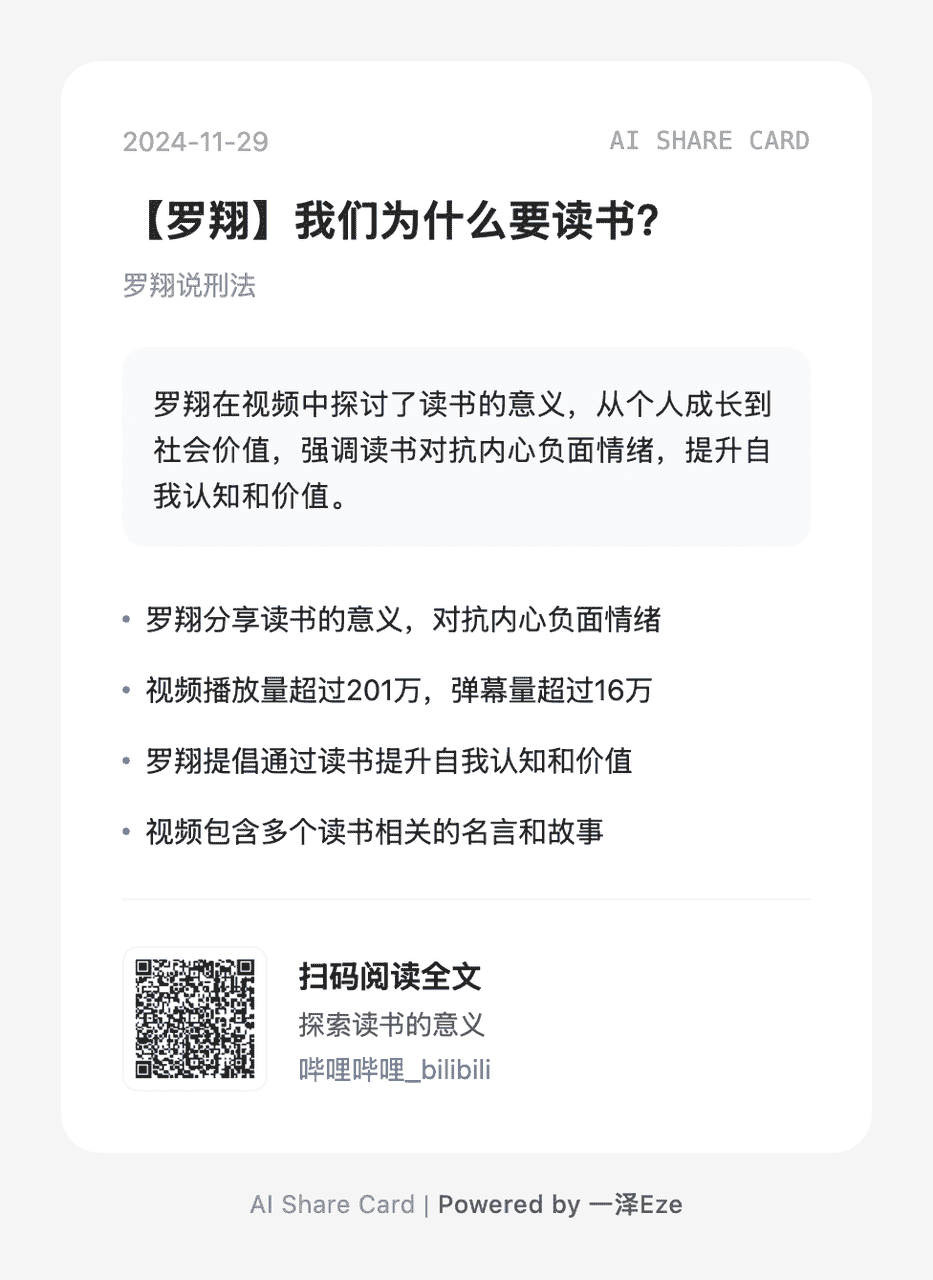 2024-11-29
AI SHARE CARD
【罗翔】我们为什么要读书?
罗翔说刑法
罗翔在视频中探讨了读书的意义，从个人成长到
社会价值，强调读书对抗内心负面情绪，提升自
我认知和价值。
• 罗翔分享读书的意义，对抗内心负面情绪
• 视频播放量超过201万，弹幕量超过16万
• 罗翔提倡通过读书提升自我认知和价值
• 视频包含多个读书相关的名言和故事
扫码阅读全文
探索读书的意义
哔哩哔哩_bilibili
AI Share Card | Powered by 一泽Eze